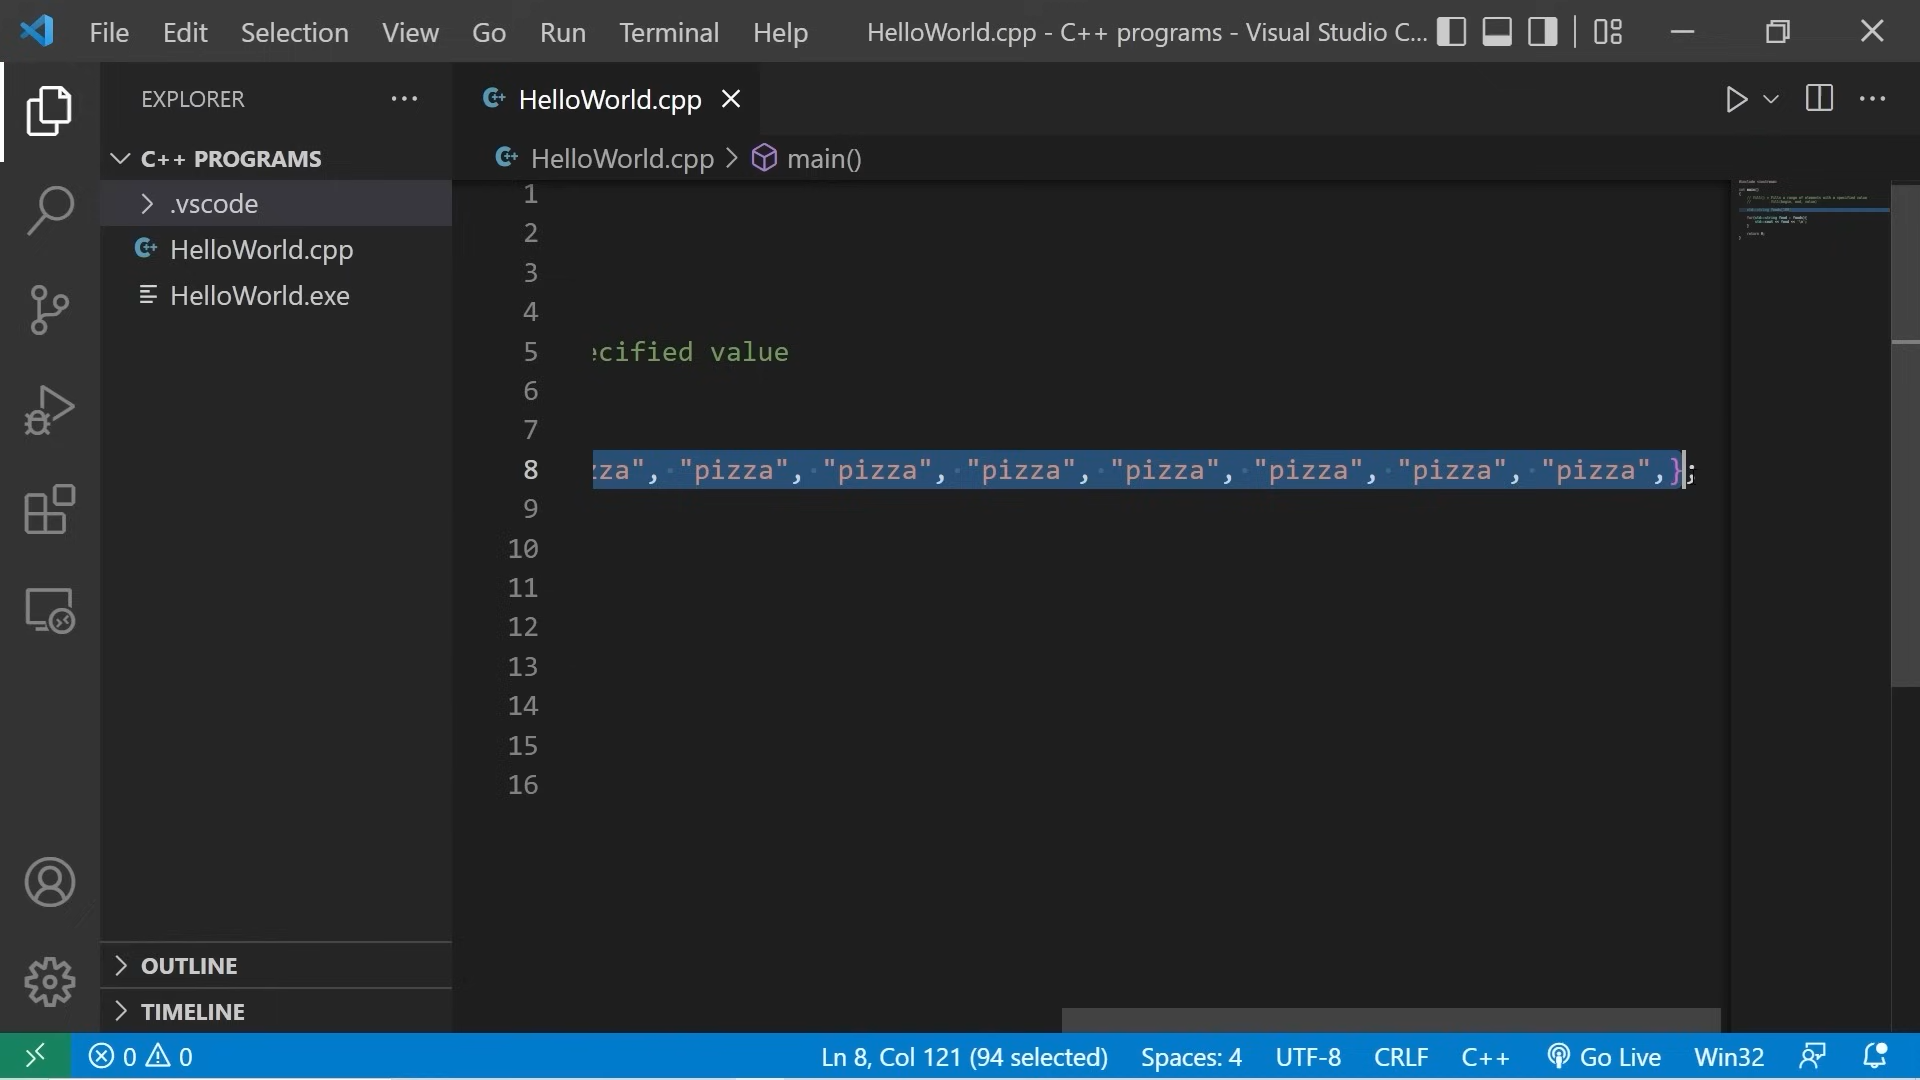 File Edit Selection View Go Run Terminal Help HelloWorld.cpp - C++ programs - Visual Studio C...
EXPLORER
HelloWorld.cpp
C++ PROGRAMS
HelloWorld.cpp > main()
.vscode
HelloWorld.cpp
HelloWorld.exe
1
2
3
4
5 ecified value
6
7
8 zza", "pizza", "pizza", "pizza", "pizza", "pizza", "pizza", "pizza",};
9
10
11
12
13
14
15
16
OUTLINE
TIMELINE
0 0 Ln 8, Col 121 (94 selected) Spaces: 4 UTF-8 CRLF C++ Go Live Win32